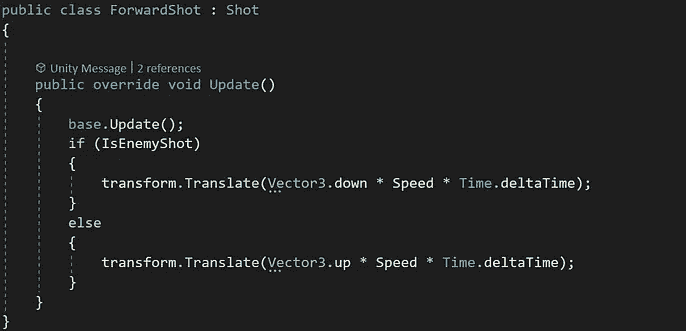 public class ForwardShot : Shot
{
Unity Message | 2 references
public override void Update()
{
base.Update();
if (IsEnemyShot)
{
transform.Translate(Vector3.down * Speed * Time.deltaTime);
}
else
{
transform.Translate(Vector3.up * Speed * Time.deltaTime);
}
}
}